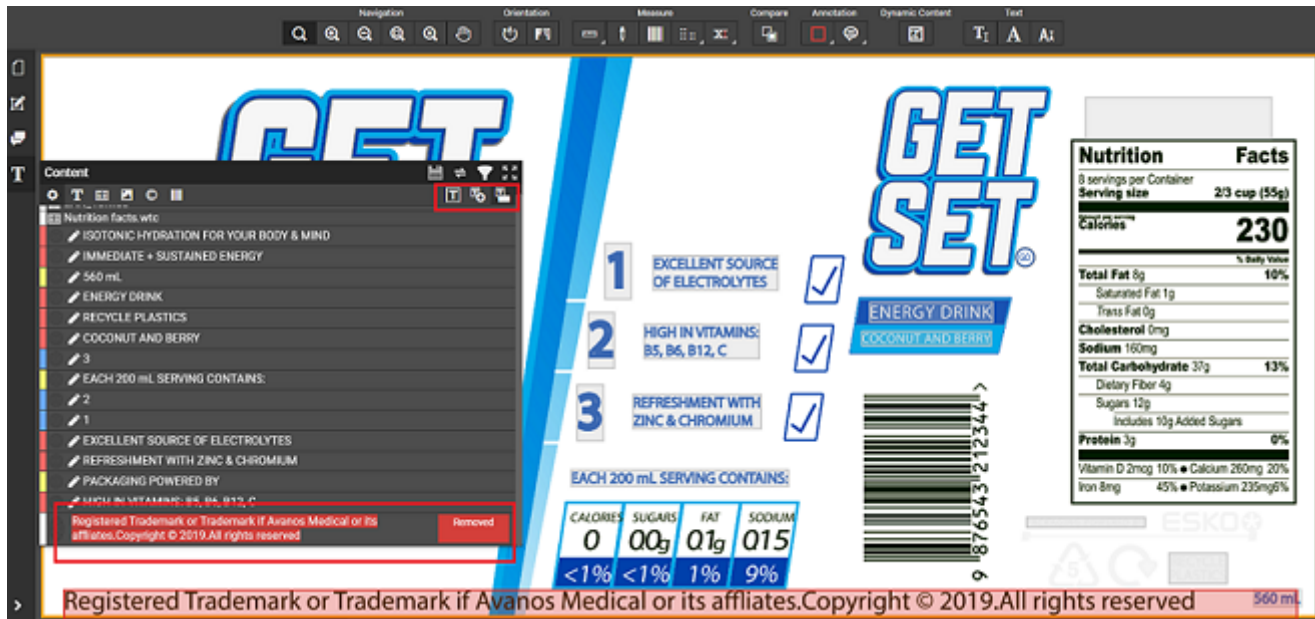 Navigation
Orientation
Measure
Compare
Annotation
Dynamic Content
Text
GET
Content
Nutrition facts.wtc
ISOTONIC HYDRATION FOR YOUR BODY & MIND
IMMEDIATE + SUSTAINED ENERGY
560 mL
ENERGY DRINK
RECYCLE PLASTICS
COCONUT AND BERRY
3
EACH 200 mL SERVING CONTAINS:
2
1
EXCELLENT SOURCE OF ELECTROLYTES
REFRESHMENT WITH ZINC & CHROMIUM
PACKAGING POWERED BY
HIGH IN VITAMINS: B5, B6, B12, C
Registered Trademark or Trademark if Avanos Medical or its
affliates.Copyright © 2019.All rights reserved
Removed
1
EXCELLENT SOURCE
OF ELECTROLYTES
2
HIGH IN VITAMINS:
B5, B6, B12, C
3
REFRESHMENT WITH
ZINC & CHROMIUM
EACH 200 mL SERVING CONTAINS:
CALORIES SUGARS FAT SODIUM
0 0.0g 0.1g 0.15
<1% <1% 1% 9%
GET
SET
GO
ENERGY DRINK
COCONUT AND BERRY
9 876543 212344 >
Nutrition Facts
8 servings per Container
Serving size 2/3 cup (55g)
Calories 230
% Daily Value
Total Fat 8g 10%
Saturated Fat 1g
Trans Fat 0g
Cholesterol 0mg
Sodium 160mg
Total Carbohydrate 37g 13%
Dietary Fiber 4g
Sugars 12g
Includes 10g Added Sugars
Protein 3g 0%
Vitamin D 2mcg 10% ● Calcium 260mg 20%
Iron 8mg 45% ● Potassium 235mg6%
ESKO
5
Registered Trademark or Trademark if Avanos Medical or its affliates.Copyright © 2019.All rights reserved
560 mL